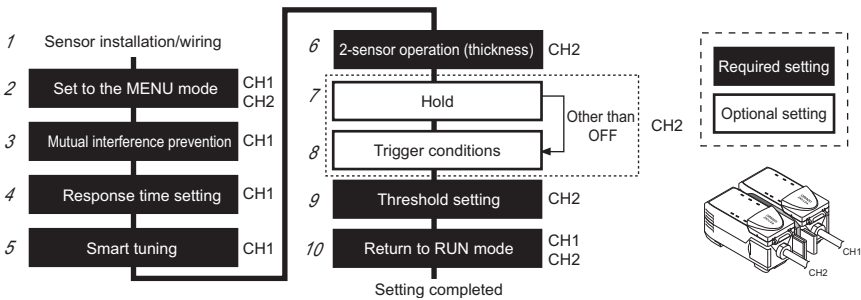 1 Sensor installation/wiring
2 Set to the MENU mode CH1
CH2
3 Mutual interference prevention CH1
4 Response time setting CH1
5 Smart tuning CH1
6 2-sensor operation (thickness) CH2
7 Hold
Other than
OFF
CH2
8 Trigger conditions
9 Threshold setting CH2
10 Return to RUN mode CH1
CH2
Setting completed
Required setting
Optional setting
CH1
CH2